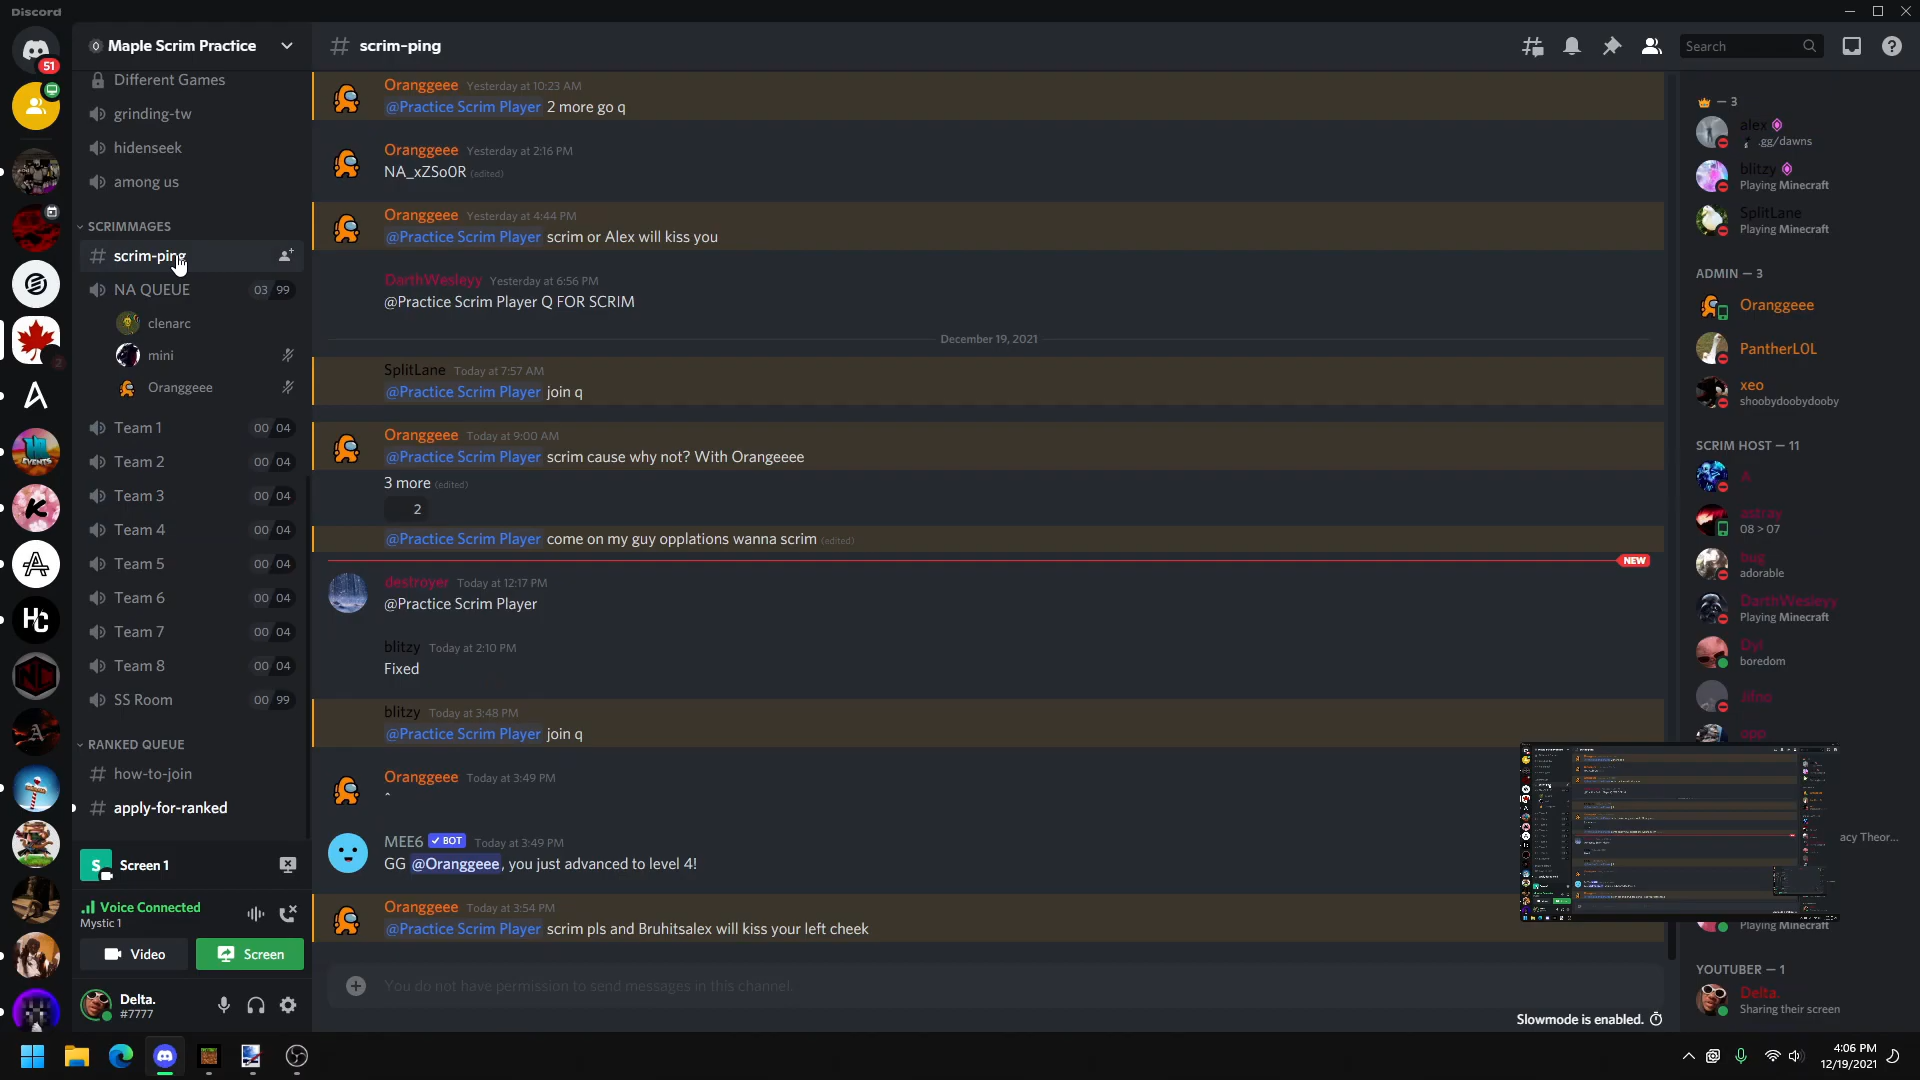 Discord
51
Maple Scrim Practice
Different Games
grinding-tw
hidenseek
among us
SCRIMMAGES
scrim-ping
NA QUEUE 03 99
clenarc
mini
Oranggeee
Team 1 00 04
Team 2 00 04
Team 3 00 04
Team 4 00 04
Team 5 00 04
Team 6 00 04
Team 7 00 04
Team 8 00 04
SS Room 00 99
RANKED QUEUE
how-to-join
apply-for-ranked
S Screen 1
Voice Connected
Mystic 1
Video Screen
Delta.
#7777
2
EVENTS
HC
# scrim-ping
Search
Oranggeee Yesterday at 10:23 AM
@Practice Scrim Player 2 more go q
Oranggeee Yesterday at 2:16 PM
NA_xZSo0R (edited)
Oranggeee Yesterday at 4:44 PM
@Practice Scrim Player scrim or Alex will kiss you
DarthWesleyy Yesterday at 6:56 PM
@Practice Scrim Player Q FOR SCRIM
December 19, 2021
SplitLane Today at 7:57 AM
@Practice Scrim Player join q
Oranggeee Today at 9:00 AM
@Practice Scrim Player scrim cause why not? With Orangeeee
3 more (edited)
2
@Practice Scrim Player come on my guy opplations wanna scrim (edited)
NEW
destroyer Today at 12:17 PM
@Practice Scrim Player
blitzy Today at 2:10 PM
Fixed
blitzy Today at 3:48 PM
@Practice Scrim Player join q
Oranggeee Today at 3:49 PM
^
MEE6 ✓ BOT Today at 3:49 PM
GG @Oranggeee, you just advanced to level 4!
Oranggeee Today at 3:54 PM
@Practice Scrim Player scrim pls and Bruhitsalex will kiss your left cheek
You do not have permission to send messages in this channel.
Slowmode is enabled.
— 3
alex
.gg/dawns
blitzy
Playing Minecraft
SplitLane
Playing Minecraft
ADMIN — 3
Oranggeee
PantherLOL
xeo
shoobydoobydooby
SCRIM HOST — 11
A
astray
08 > 07
bug
adorable
DarthWesleyy
Playing Minecraft
Dyl
boredom
Jifno
opp
acy Theor...
Playing Minecraft
YOUTUBER — 1
Delta.
Sharing their screen
4:06 PM
12/19/2021